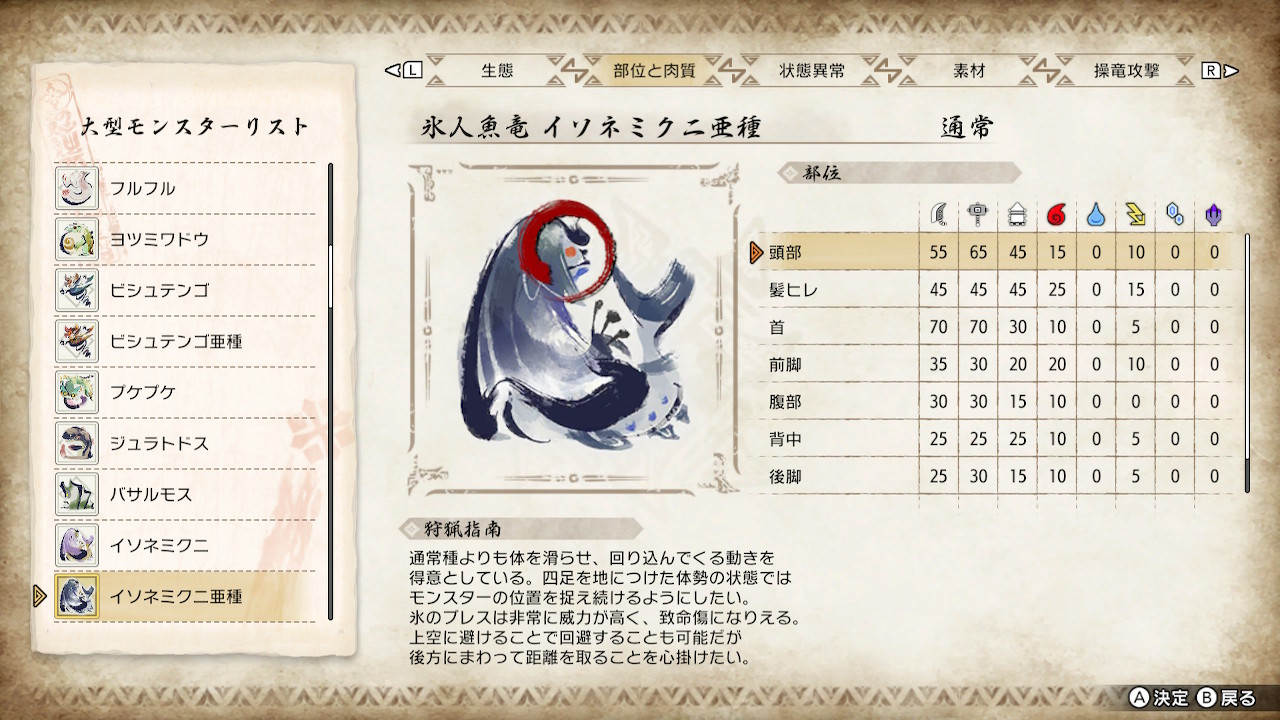 L
生態
部位と肉質
状態異常
素材
操竜攻撃
R
大型モンスターリスト
フルフル
ヨツミワドウ
ビシュテンゴ
ビシュテンゴ亜種
プケプケ
ジュラトドス
バサルモス
イソネミクニ
イソネミクニ亜種
氷人魚竜 イソネミクニ亜種
通常
部位
頭部 55 65 45 15 0 10 0 0
髪ヒレ 45 45 45 25 0 15 0 0
首 70 70 30 10 0 5 0 0
前脚 35 30 20 20 0 10 0 0
腹部 30 30 15 10 0 0 0 0
背中 25 25 25 10 0 5 0 0
後脚 25 30 15 10 0 5 0 0
狩猟指南
通常種よりも体を滑らせ、回り込んでくる動きを
得意としている。四足を地につけた体勢の状態では
モンスターの位置を捉え続けるようにしたい。
氷のブレスは非常に威力が高く、致命傷になりえる。
上空に避けることで回避することも可能だが
後方にまわって距離を取ることを心掛けたい。
A 決定 B 戻る